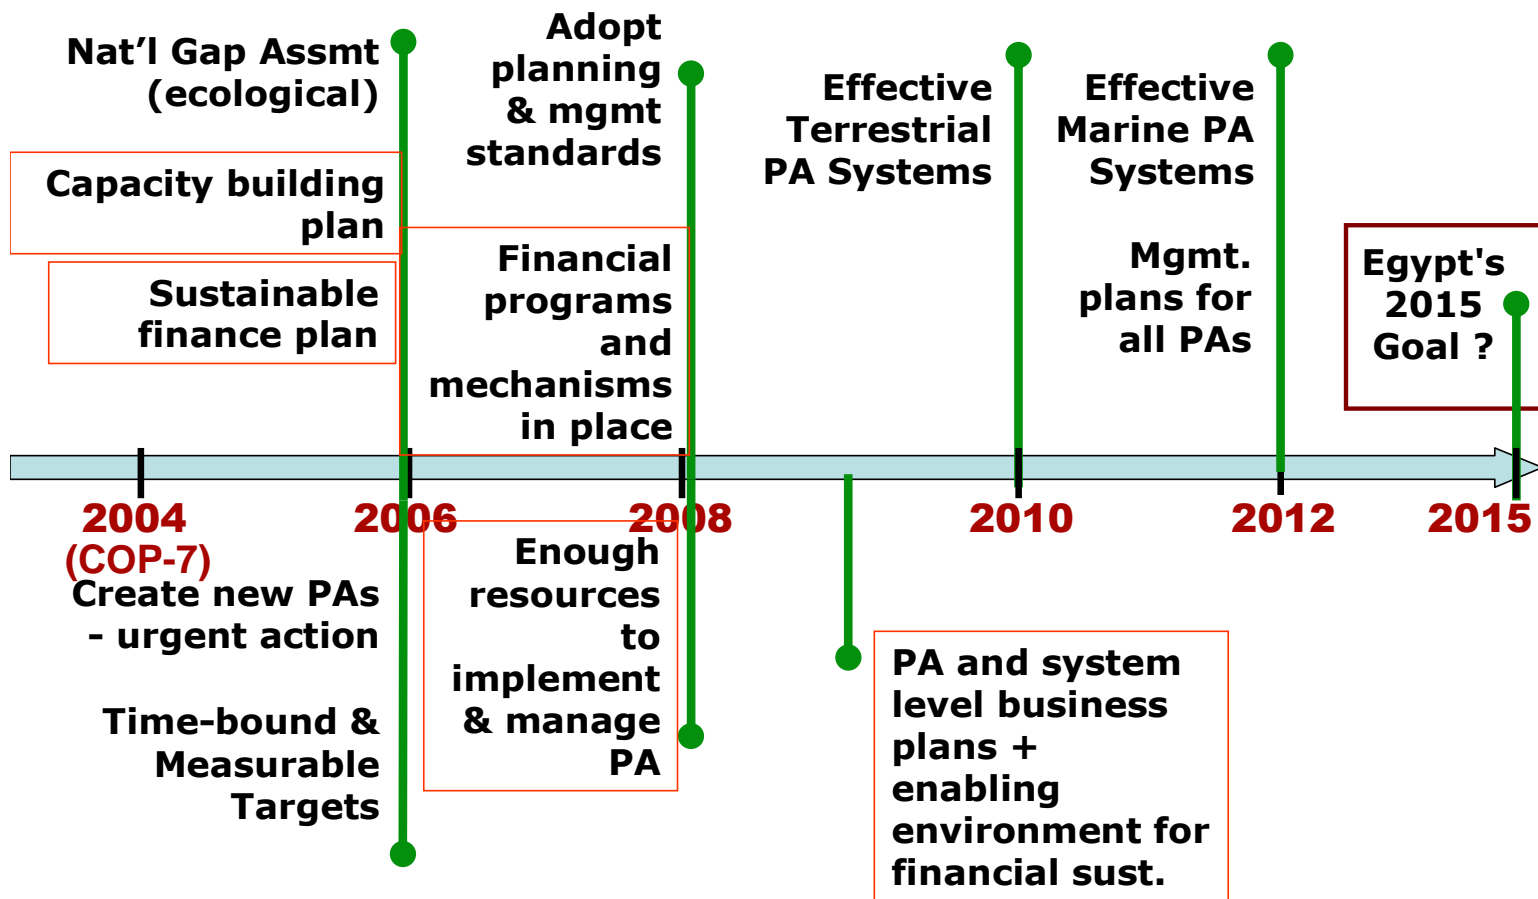 Nat’l Gap Assmt
(ecological)
Capacity building
plan
Sustainable
finance plan
Adopt
planning
& mgmt
standards
Financial
programs
and
mechanisms
in place
Effective
Terrestrial
PA Systems
Effective
Marine PA
Systems
Mgmt.
plans for
all PAs
Egypt's
2015
Goal ?
2004
(COP-7)
2006
2008
2010
2012
2015
Create new PAs
- urgent action
Time-bound &
Measurable
Targets
Enough
resources
to
implement
& manage
PA
PA and system
level business
plans +
enabling
environment for
financial sust.